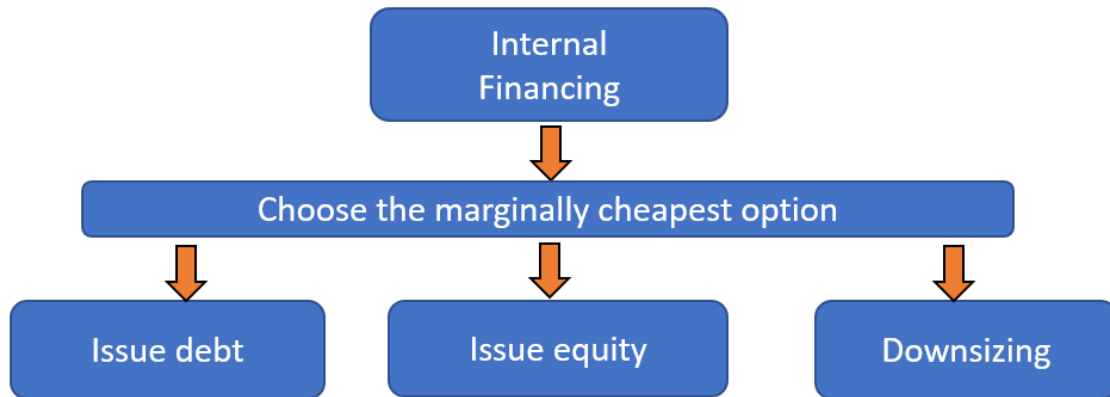 Internal
Financing
Choose the marginally cheapest option
Issue debt
Issue equity
Downsizing